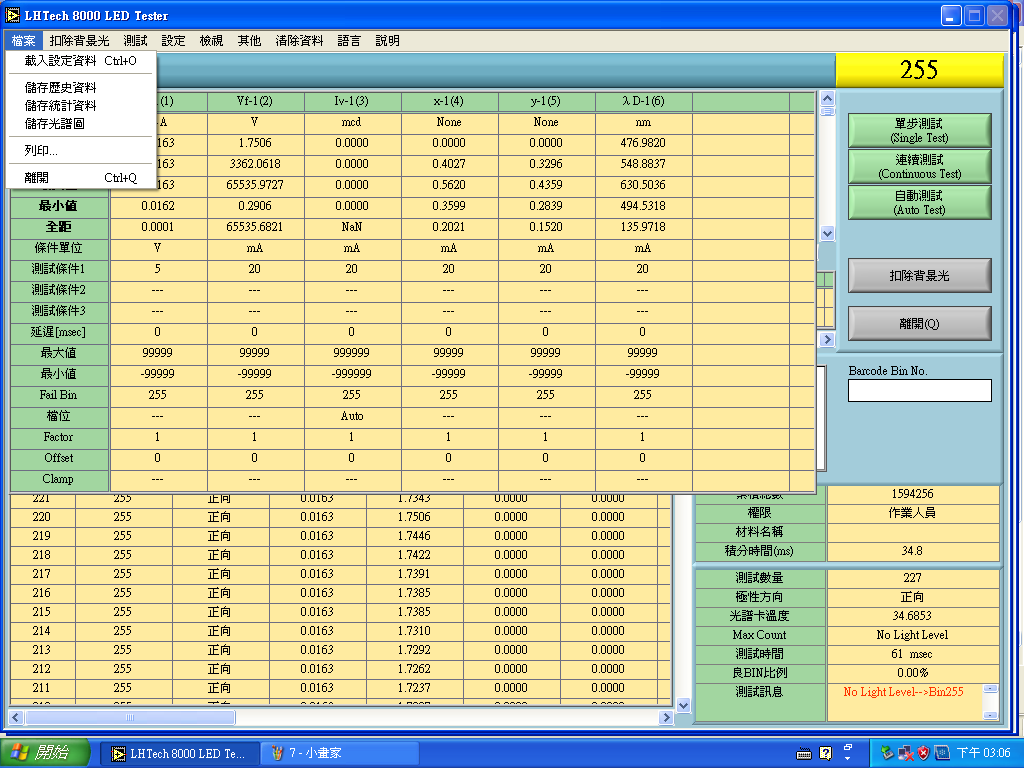 LHTech 8000 LED Tester
檔案 扣除背景光 測試 設定 檢視 其他 清除資料 語言 說明
載入設定資料 Ctrl+O
儲存歷史資料
儲存統計資料
儲存光譜圖
列印...
離開 Ctrl+Q
255
(1) Vf-1(2) Iv-1(3) x-1(4) y-1(5) λD-1(6)
A V mcd None None nm
163 1.7506 0.0000 0.0000 0.0000 476.9820
163 3362.0618 0.0000 0.4027 0.3296 548.8837
163 65535.9727 0.0000 0.5620 0.4359 630.5036
最小值 0.0162 0.2906 0.0000 0.3599 0.2839 494.5318
全距 0.0001 65535.6821 NaN 0.2021 0.1520 135.9718
條件單位 V mA mA mA mA mA
測試條件1 5 20 20 20 20 20
測試條件2 --- --- --- --- --- ---
測試條件3 --- --- --- --- --- ---
延遲[msec] 0 0 0 0 0 0
最大值 99999 99999 999999 99999 99999 99999
最小值 -99999 -99999 -999999 -99999 -99999 -99999
Fail Bin 255 255 255 255 255 255
檔位 --- --- Auto --- --- ---
Factor 1 1 1 1 1 1
Offset 0 0 0 0 0 0
Clamp --- --- --- --- --- ---
221 255 正向 0.0163 1.7343 0.0000 0.0000
220 255 正向 0.0163 1.7506 0.0000 0.0000
219 255 正向 0.0163 1.7446 0.0000 0.0000
218 255 正向 0.0163 1.7422 0.0000 0.0000
217 255 正向 0.0163 1.7391 0.0000 0.0000
216 255 正向 0.0163 1.7385 0.0000 0.0000
215 255 正向 0.0163 1.7385 0.0000 0.0000
214 255 正向 0.0163 1.7310 0.0000 0.0000
213 255 正向 0.0163 1.7292 0.0000 0.0000
212 255 正向 0.0163 1.7262 0.0000 0.0000
211 255 正向 0.0163 1.7237 0.0000 0.0000
單步測試
(Single Test)
連續測試
(Continuous Test)
自動測試
(Auto Test)
扣除背景光
離開(Q)
Barcode Bin No.
累積總數 1594256
權限 作業人員
材料名稱
積分時間(ms) 34.8
測試數量 227
極性方向 正向
光譜卡溫度 34.6853
Max Count No Light Level
測試時間 61 msec
良BIN比例 0.00%
測試訊息 No Light Level-->Bin255
開始 LHTech 8000 LED Te... 7 - 小畫家 下午 03:06